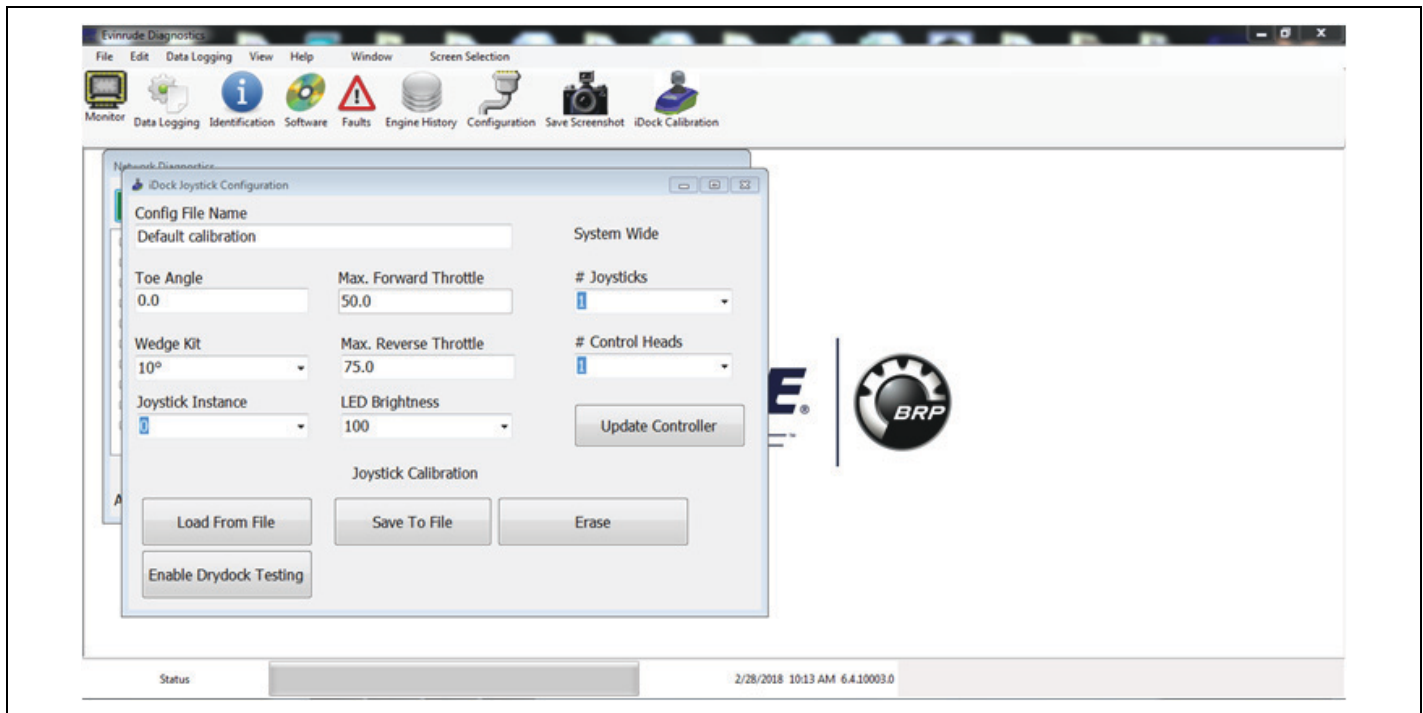 Evinrude Diagnostics
File Edit Data Logging View Help Window Screen Selection
Monitor Data Logging Identification Software Faults Engine History Configuration Save Screenshot iDock Calibration
Network Diagnostics
iDock Joystick Configuration
Config File Name
Default calibration
System Wide
Toe Angle Max. Forward Throttle # Joysticks
0.0 50.0 1
Wedge Kit Max. Reverse Throttle # Control Heads
10° 75.0 1
Joystick Instance LED Brightness
0 100 Update Controller
Joystick Calibration
Load From File Save To File Erase
Enable Drydock Testing
E®
BRP
A
Status 2/28/2018 10:13 AM 6.4.10003.0